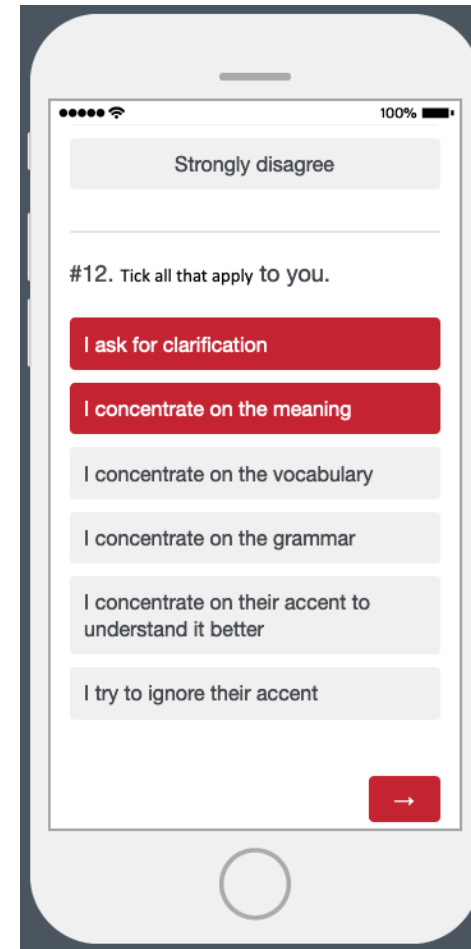 100%
Strongly disagree
#12. Tick all that apply to you.
I ask for clarification
I concentrate on the meaning
I concentrate on the vocabulary
I concentrate on the grammar
I concentrate on their accent to
understand it better
I try to ignore their accent
→